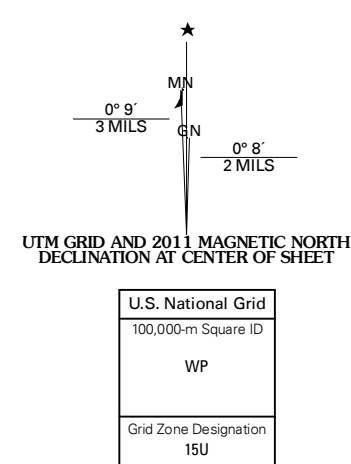 MN
0° 9´
3 MILS
GN
0° 8´
2 MILS
UTM GRID AND 2011 MAGNETIC NORTH
DECLINATION AT CENTER OF SHEET
U.S. National Grid
100,000-m Square ID
WP
Grid Zone Designation
15U